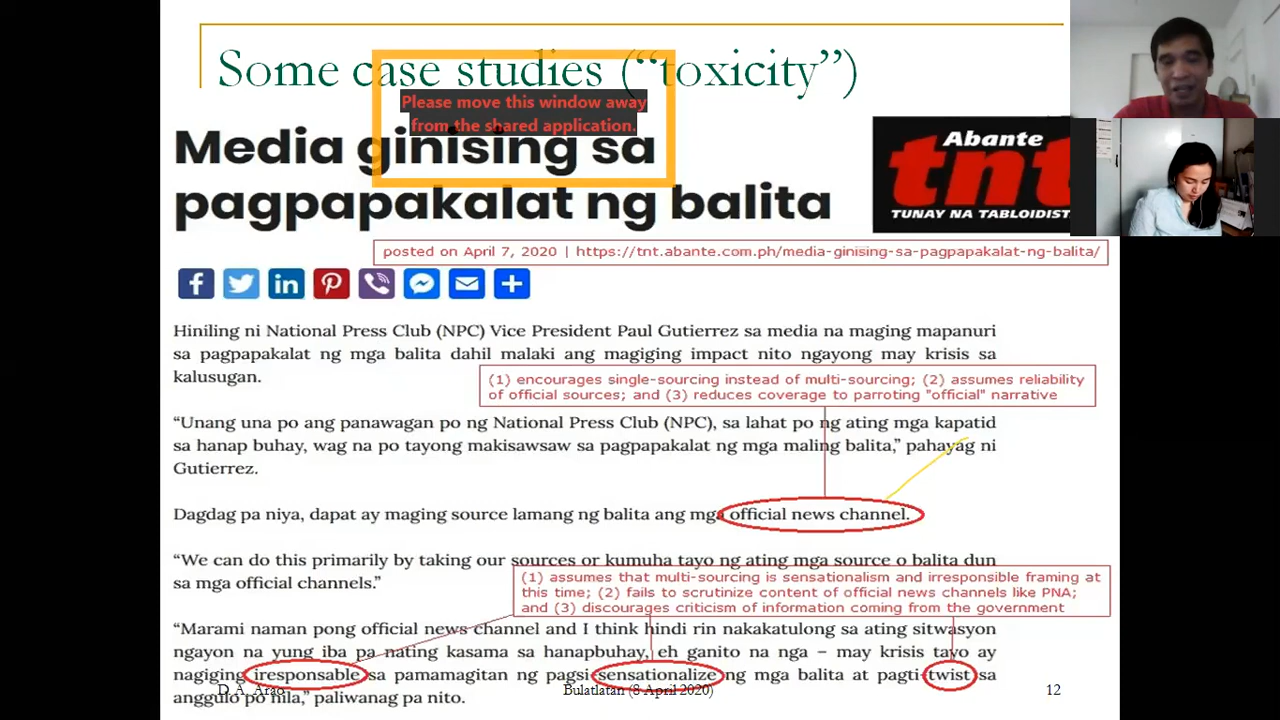 Some case studies (“toxicity”)
Please move this window away
from the shared application.
Media ginising sa
pagpapakalat ng balita
Abante
tnt
TUNAY NA TABLOIDIST
posted on April 7, 2020 | https://tnt.abante.com.ph/media-ginising-sa-pagpapakalat-ng-balita/
Hiniling ni National Press Club (NPC) Vice President Paul Gutierrez sa media na maging mapanuri
sa pagpapakalat ng mga balita dahil malaki ang magiging impact nito ngayong may krisis sa
kalusugan.
(1) encourages single-sourcing instead of multi-sourcing; (2) assumes reliability
of official sources; and (3) reduces coverage to parroting "official" narrative
“Unang una po ang panawagan po ng National Press Club (NPC), sa lahat po ng ating mga kapatid
sa hanap buhay, wag na po tayong makisawsaw sa pagpapakalat ng mga maling balita,” pahayag ni
Gutierrez.
Dagdag pa niya, dapat ay maging source lamang ng balita ang mga official news channel.
“We can do this primarily by taking our sources or kumuha tayo ng ating mga source o balita dun
sa mga official channels.”
(1) assumes that multi-sourcing is sensationalism and irresponsible framing at
this time; (2) fails to scrutinize content of official news channels like PNA;
and (3) discourages criticism of information coming from the government
“Marami naman pong official news channel and I think hindi rin nakakatulong sa ating sitwasyon
ngayon na yung iba pa nating kasama sa hanapbuhay, eh ganito na nga – may krisis tayo ay
nagiging iresponsable sa pamamagitan ng pagsi-sensationalize ng mga balita at pagti-twist sa
anggulo po nila,” paliwanag pa nito.
D. A. Arao
Bulatlatan (8 April 2020)
12